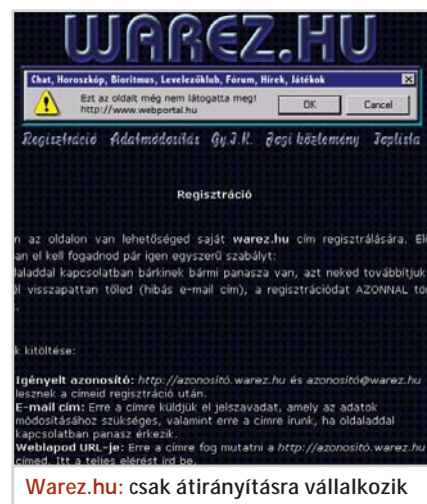 WAREZ.HU
Chat, Horoszkóp, Bioritmus, Levelezőklub, Fórum, Hírek, Játékok
Ezt az oldalt még nem látogatta meg!
http://www.webportal.hu
OK Cancel
Regisztráció Adatmódosítás Gy.I.K. Jogi közlemény Toplista
Regisztráció
n az oldalon van lehetőséged saját warez.hu cím regisztrálására. El
an el kell fogadnod pár igen egyszerű szabályt:
laladdal kapcsolatban bárkinek bármi panasza van, azt neked továbbítjuk
él visszapattan tőled (hibás e-mail cím), a regisztrációdat AZONNAL tö
k kitöltése:
Igényelt azonosító: http://azonosító.warez.hu és azonosító@warez.hu
lesznek a címeid regisztráció után.
E-mail cím: Erre a címre küldjük el jelszavadat, amely az adatok
módosításához szükséges, valamint erre a címre írunk, ha oldaladdal
kapcsolatban panasz érkezik.
Weblapod URL-je: Erre a címre fog mutatni a http://azonosító.warez.hu
címed. Itt a teljes elérést írd be.
Warez.hu: csak átirányításra vállalkozik